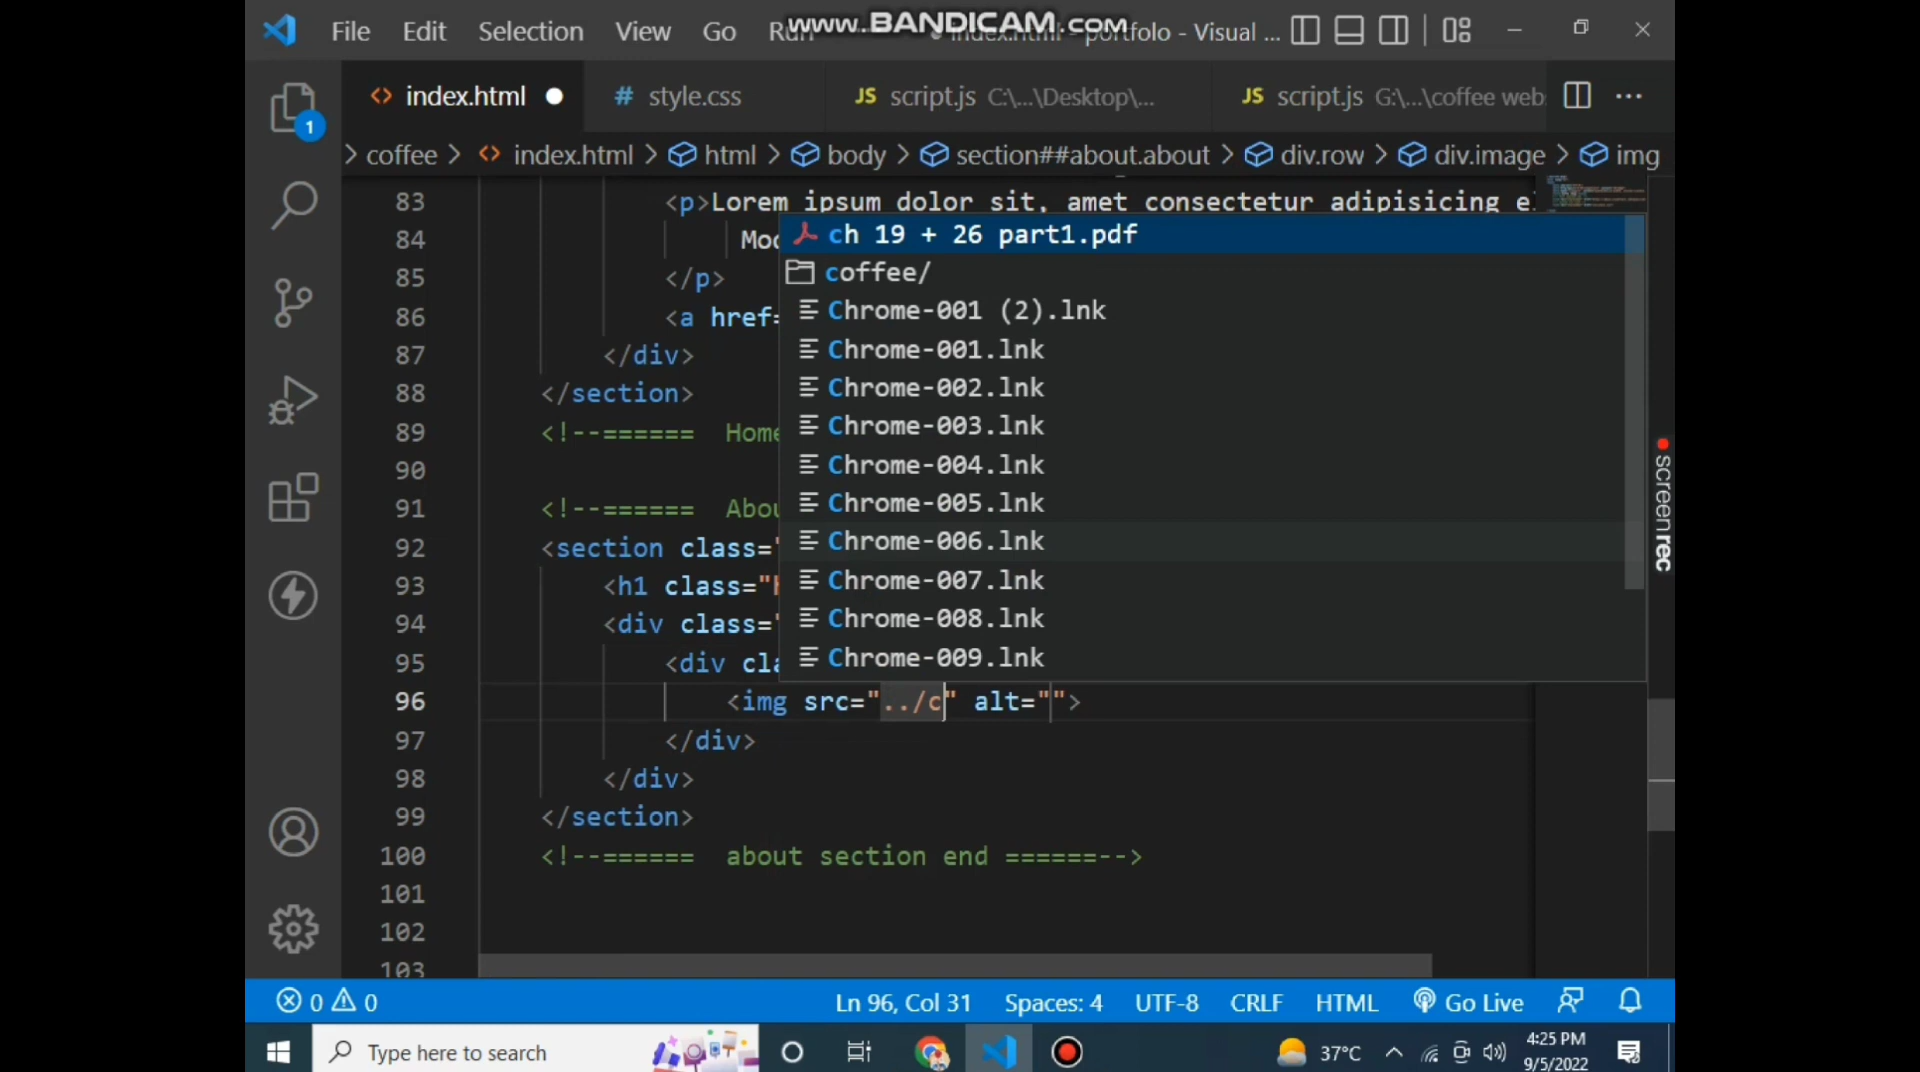 www.BANDICAM.com
File Edit Selection View Go Run index.html - portfolo - Visual ...
index.html style.css JS script.js C:\...\Desktop\... JS script.js G:\...\coffee web
coffee > index.html > html > body > section##about.about > div.row > div.image > img
83 <p>Lorem ipsum dolor sit, amet consectetur adipisicing e
84
85 </p>
86 <a href=
87 </div>
88 </section>
89 <!--====== Home
90
91 <!--====== Abou
92 <section class="
93 <h1 class="
94 <div class="
95 <div cla
96 <img src="../c" alt="">
97 </div>
98 </div>
99 </section>
100 <!--====== about section end ======-->
101
102
103
ch 19 + 26 part1.pdf
coffee/
Chrome-001 (2).lnk
Chrome-001.lnk
Chrome-002.lnk
Chrome-003.lnk
Chrome-004.lnk
Chrome-005.lnk
Chrome-006.lnk
Chrome-007.lnk
Chrome-008.lnk
Chrome-009.lnk
1
screenrec
0 0 Ln 96, Col 31 Spaces: 4 UTF-8 CRLF HTML Go Live
Type here to search 37°C 4:25 PM
9/5/2022